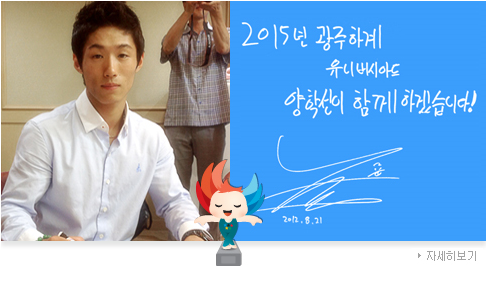 2015년 광주하계
유니버시아드
양학선이 함께하겠습니다!
2012. 8. 21
자세히보기